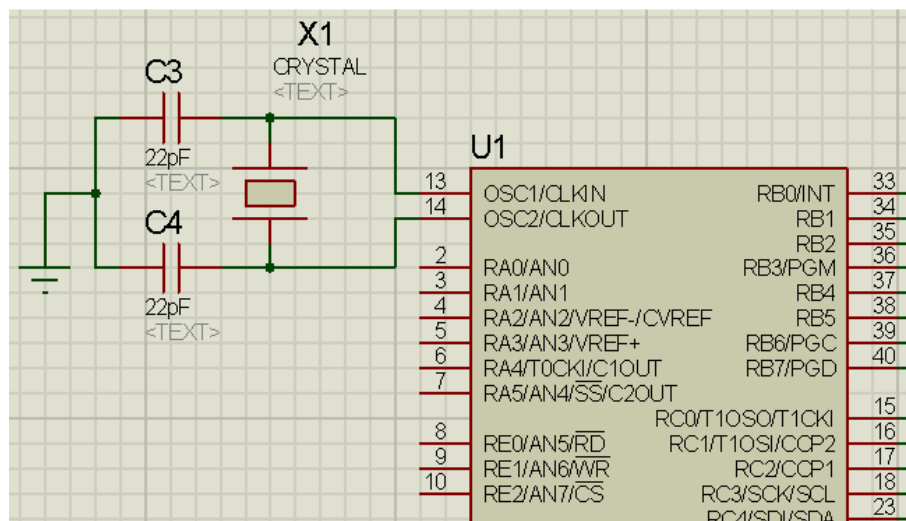 X1
CRYSTAL
<TEXT>
C3
22pF
<TEXT>
C4
22pF
<TEXT>
U1
13 OSC1/CLKIN
14 OSC2/CLKOUT
2 RA0/AN0
3 RA1/AN1
4 RA2/AN2/VREF-/CVREF
5 RA3/AN3/VREF+
6 RA4/T0CKI/C1OUT
7 RA5/AN4/SS/C2OUT
8 RE0/AN5/RD
9 RE1/AN6/WR
10 RE2/AN7/CS
RB0/INT 33
RB1 34
RB2 35
RB3/PGM 36
RB4 37
RB5 38
RB6/PGC 39
RB7/PGD 40
RC0/T1OSO/T1CKI 15
RC1/T1OSI/CCP2 16
RC2/CCP1 17
RC3/SCK/SCL 18
RC4/SDI/SDA 23